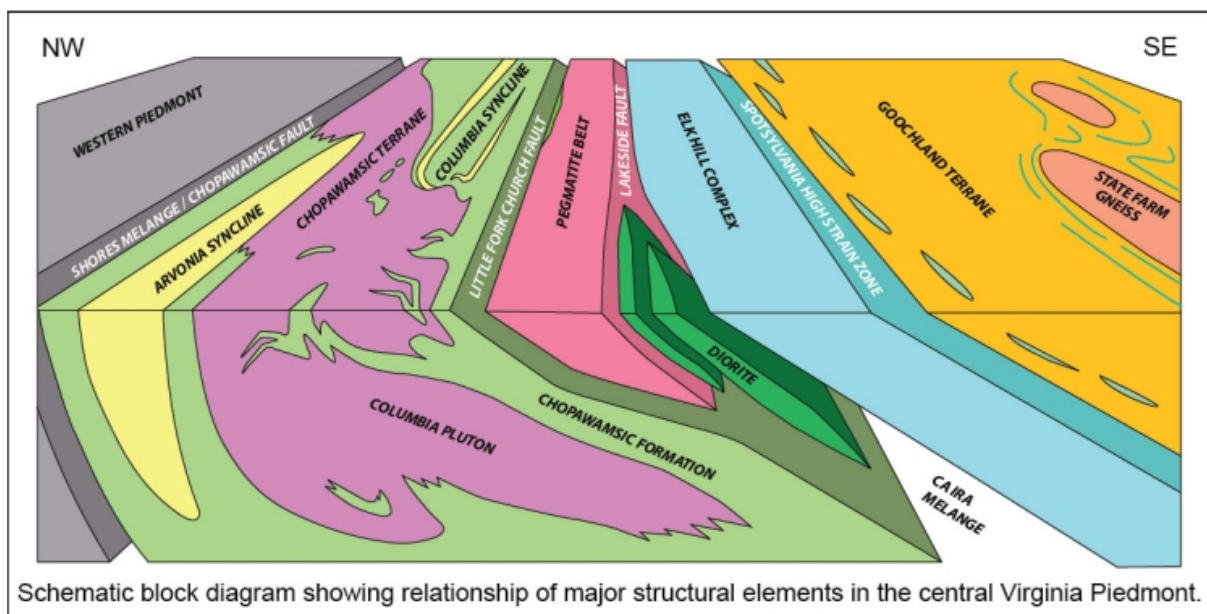 NW
SE
WESTERN PIEDMONT
SHORES MELANGE / CHOPAWAMSIC FAULT
ARVONIA SYNCLINE
CHOPAWAMSIC TERRANE
COLUMBIA SYNCLINE
LITTLE FORK CHURCH FAULT
PEGMATITE BELT
LAKESIDE FAULT
ELK HILL COMPLEX
SPOTSYLVANIA HIGH STRAIN ZONE
GOOCHLAND TERRANE
STATE FARM
GNEISS
DIORITE
COLUMBIA PLUTON
CHOPAWAMSIC FORMATION
CAIRA
MELANGE
Schematic block diagram showing relationship of major structural elements in the central Virginia Piedmont.